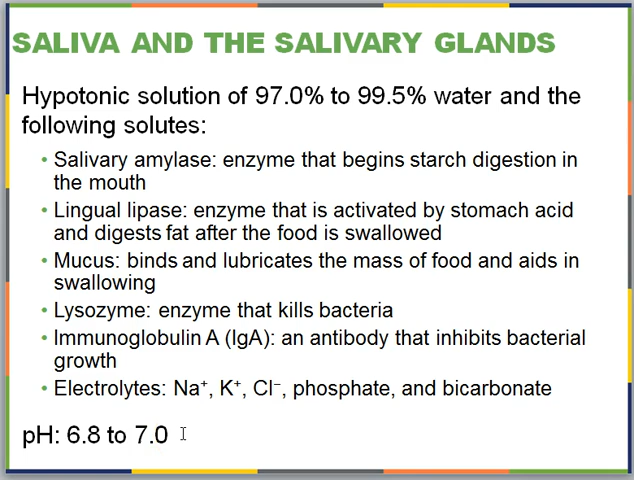 SALIVA AND THE SALIVARY GLANDS
Hypotonic solution of 97.0% to 99.5% water and the
following solutes:
• Salivary amylase: enzyme that begins starch digestion in
the mouth
• Lingual lipase: enzyme that is activated by stomach acid
and digests fat after the food is swallowed
• Mucus: binds and lubricates the mass of food and aids in
swallowing
• Lysozyme: enzyme that kills bacteria
• Immunoglobulin A (IgA): an antibody that inhibits bacterial
growth
• Electrolytes: Na⁺, K⁺, Cl⁻, phosphate, and bicarbonate
pH: 6.8 to 7.0